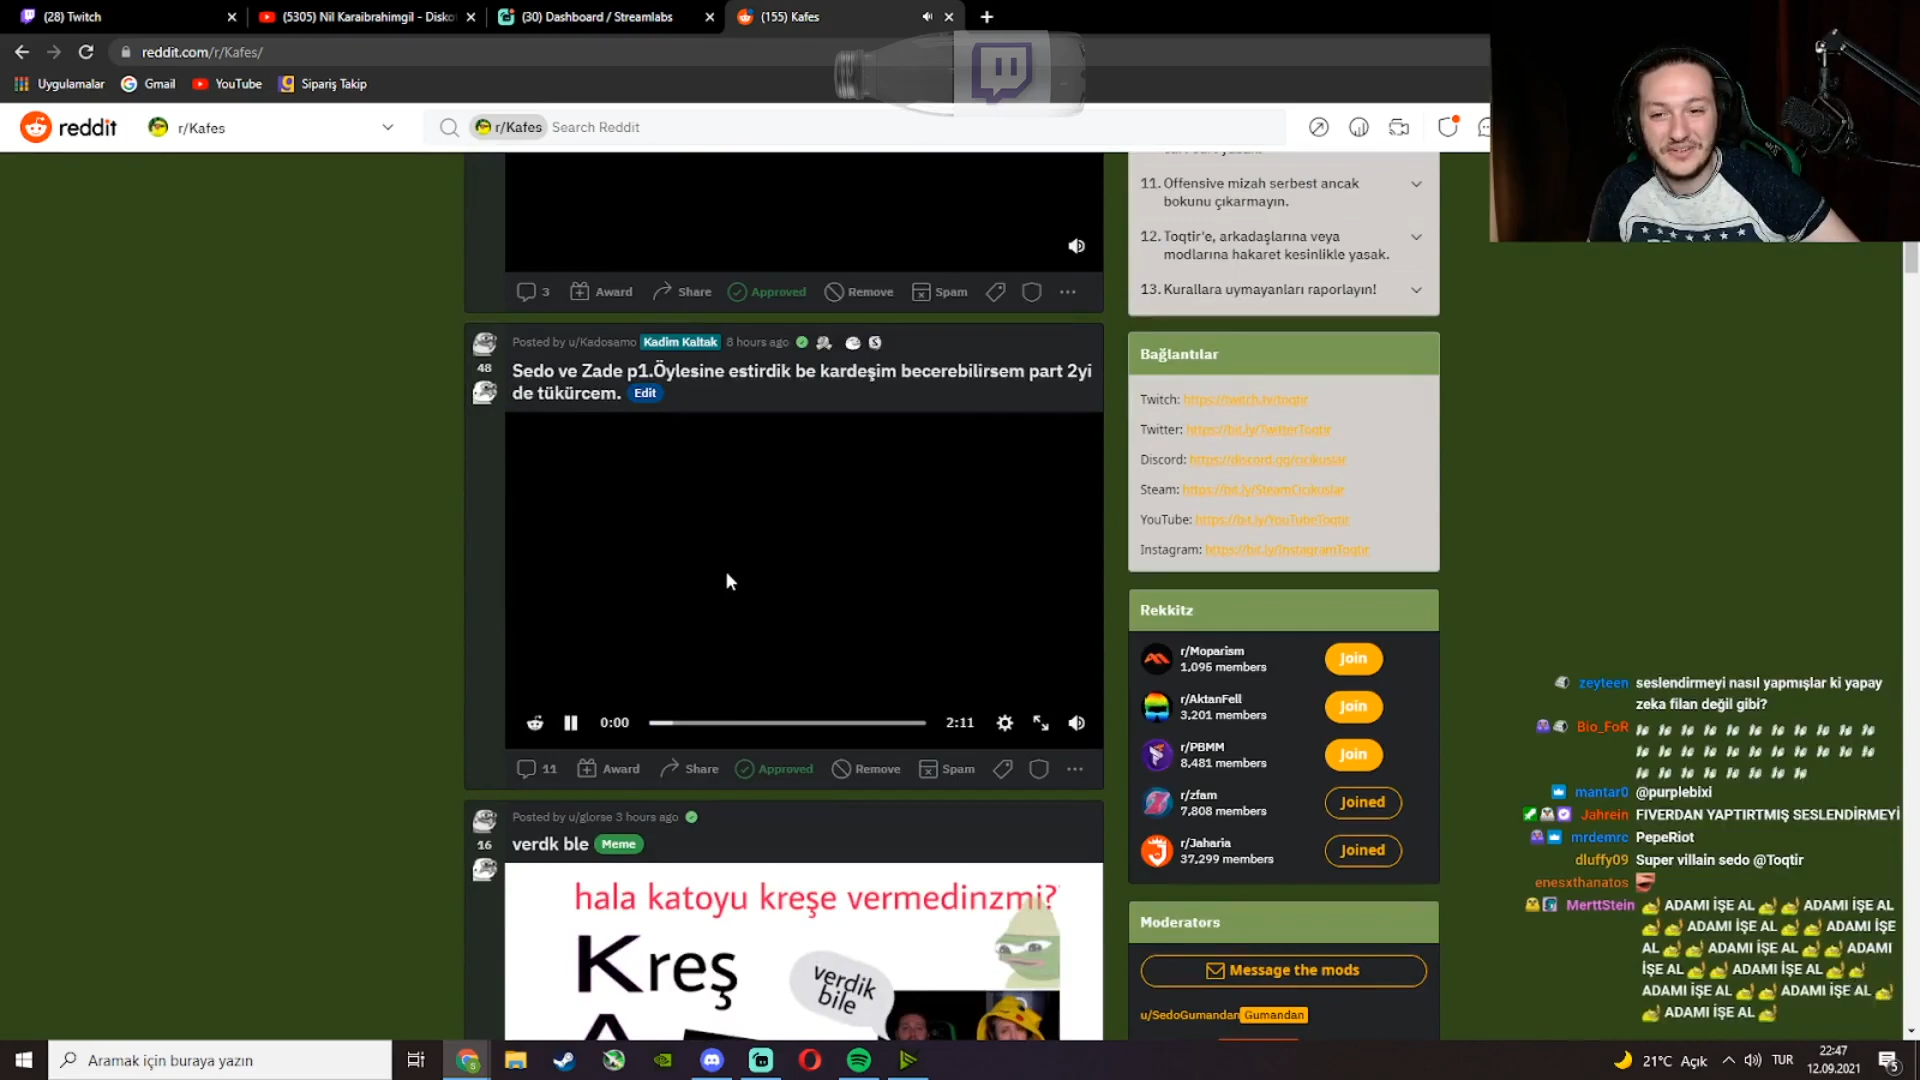 (28) Twitch
(5305) Nil Karaibrahimgil - Disko
(30) Dashboard / Streamlabs
(155) Kafes
reddit.com/r/Kafes/
Uygulamalar
Gmail
YouTube
Sipariş Takip
reddit
r/Kafes
r/Kafes
Search Reddit
3
Award
Share
Approved
Remove
Spam
Posted by u/Kadosamo Kadim Kaltak 8 hours ago
48
Sedo ve Zade p1.Öylesine estirdik be kardeşim becerebilirsem part 2yi
de tükürcem. Edit
0:00
2:11
11
Award
Share
Approved
Remove
Spam
Posted by u/glorse 3 hours ago
16
verdk ble Meme
hala katoyu kreşe vermedinzmi?
Kreş
verdik
bile
11. Offensive mizah serbest ancak
bokunu çıkarmayın.
12. Toqtir'e, arkadaşlarına veya
modlarına hakaret kesinlikle yasak.
13. Kurallara uymayanları raporlayın!
Bağlantılar
Twitch: https://twitch.tv/toqtir
Twitter: https://bit.ly/TwitterToqtir
Discord: https://discord.gg/cicikuslar
Steam: https://bit.ly/SteamCicikuslar
YouTube: https://bit.ly/YouTubeToqtir
Instagram: https://bit.ly/InstagramToqtir
Rekkitz
r/Moparism
1,095 members
Join
r/AktanFell
3,201 members
Join
r/PBMM
8,481 members
Join
r/zfam
7,808 members
Joined
r/Jaharia
37,299 members
Joined
Moderators
Message the mods
u/SedoGumandan Gumandan
zeyteen seslendirmeyi nasıl yapmışlar ki yapay
zeka filan değil gibi?
Bio_FoR
mantar0 @purplebixi
Jahrein FIVERDAN YAPTIRTMIŞ SESLENDİRMEYİ
mrdemrc PepeRiot
dluffy09 Super villain sedo @Toqtir
enesxthanatos
MerttStein ADAMI İŞE AL ADAMI İŞE AL
ADAMI İŞE AL ADAMI İŞE
AL ADAMI İŞE AL ADAMI
İŞE AL ADAMI İŞE AL
ADAMI İŞE AL ADAMI İŞE AL
ADAMI İŞE AL
Aramak için buraya yazın
21°C Açık
TUR
22:47
12.09.2021
5